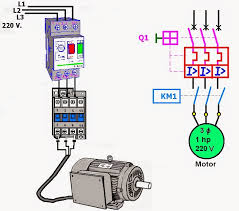 L1
L2
L3
220 V.
Q1
I> I> I>
KM1
3 ϕ
1 hp
220 V
Motor